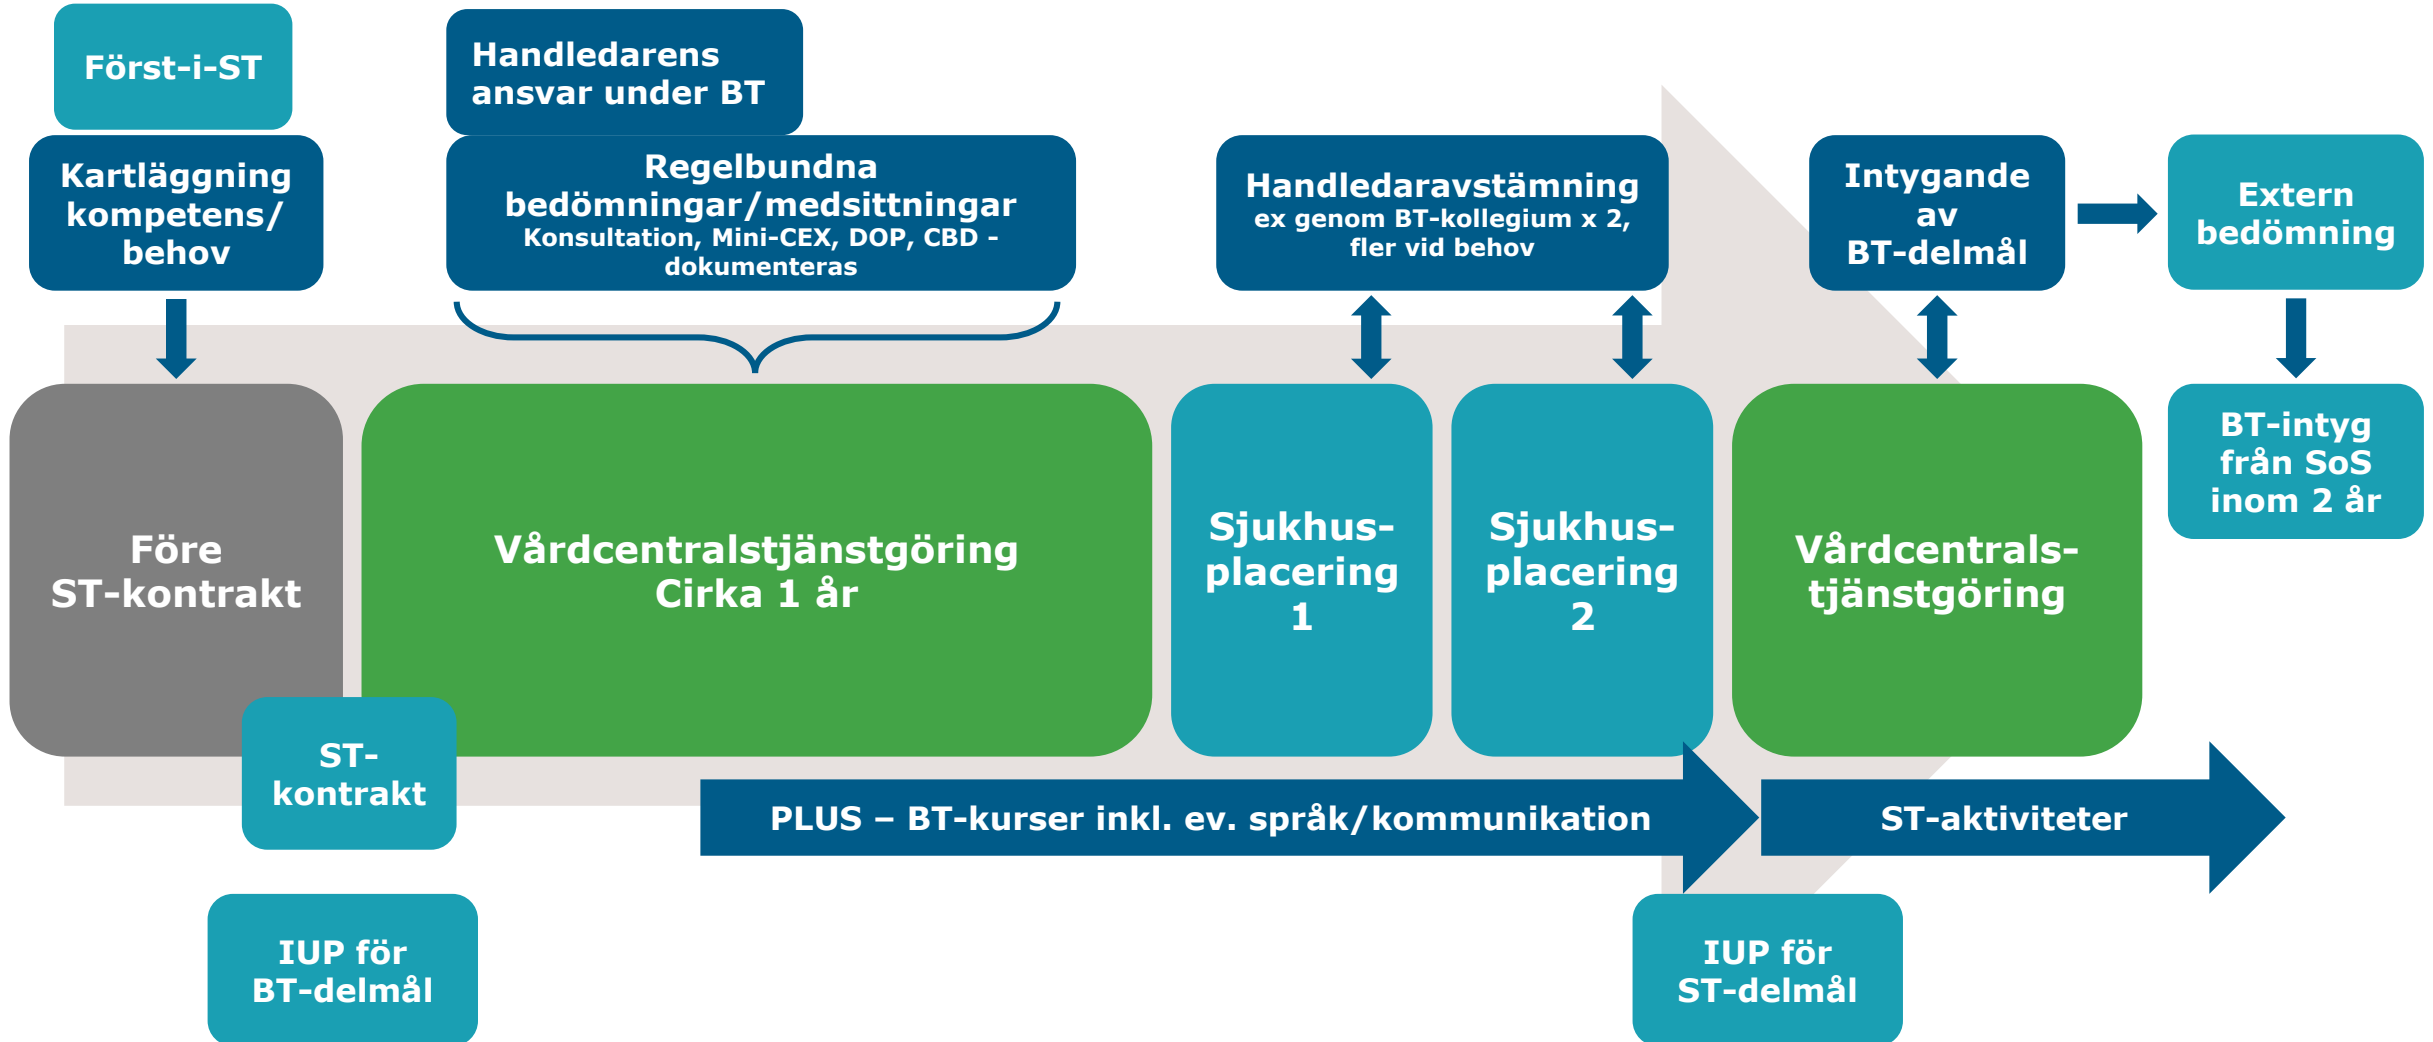 Först-i-ST
Kartläggning
kompetens/
behov
Handledarens
ansvar under BT
Regelbundna
bedömningar/medsittningar
Konsultation, Mini-CEX, DOP, CBD –
dokumenteras
Handledaravstämning
ex genom BT-kollegium x 2,
fler vid behov
Intygande
av
BT-delmål
Extern
bedömning
Före
ST-kontrakt
Vårdcentralstjänstgöring
Cirka 1 år
Sjukhus-
placering
1
Sjukhus-
placering
2
Vårdcentrals-
tjänstgöring
BT-intyg
från SoS
inom 2 år
ST-
kontrakt
PLUS – BT-kurser inkl. ev. språk/kommunikation
ST-aktiviteter
IUP för
BT-delmål
IUP för
ST-delmål